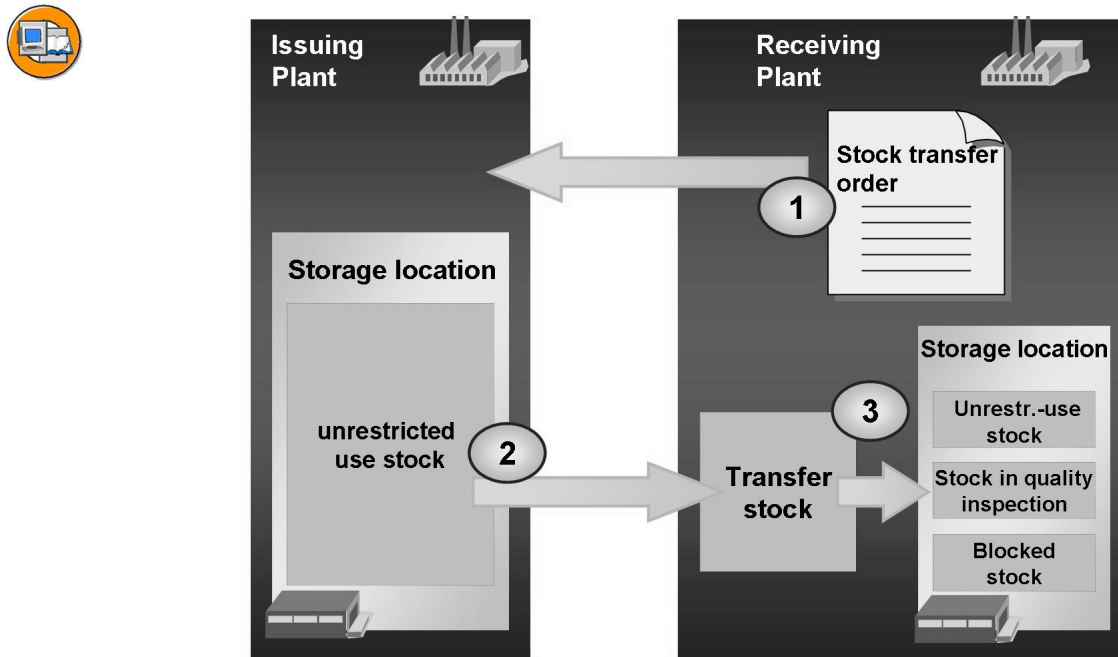 Issuing
Plant
Receiving
Plant
Stock transfer
order
1
Storage location
unrestricted
use stock
2
Transfer
stock
3
Storage location
Unrestr.-use
stock
Stock in quality
inspection
Blocked
stock